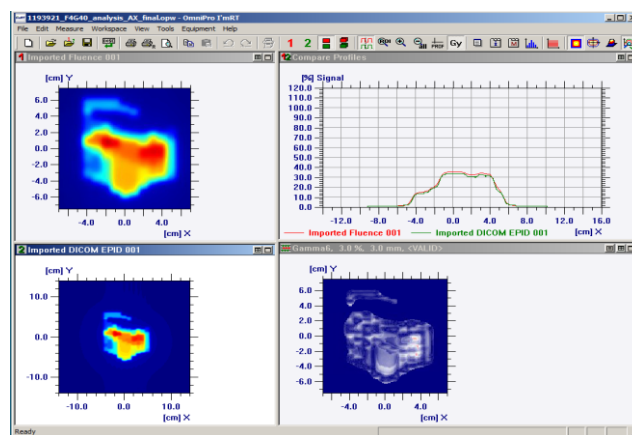 1193921_F4G40_analysis_AX_final.opw - OmniPro I'mRT
File Edit Measurement Workspace View Tools Equipment Help
1 2 Gy
1 Imported Fluence 001
[cm] Y
6.0
4.0
2.0
0.0
-2.0
-4.0
-6.0
-4.0 0.0 4.0
[cm] X
12 Compare Profiles
[%] Signal
120.0
110.0
100.0
90.0
80.0
70.0
60.0
50.0
40.0
30.0
20.0
10.0
0.0
-12.0 -8.0 -4.0 0.0 4.0 8.0 12.0 16.0
[cm] X
Imported Fluence 001 Imported DICOM EPID 001
2 Imported DICOM EPID 001
[cm] Y
10.0
0.0
-10.0
-10.0 0.0 10.0
[cm] X
Gamma6, 3.0 %, 3.0 mm, <VALID>
[cm] Y
6.0
4.0
2.0
0.0
-2.0
-4.0
-6.0
-4.0 0.0 4.0
[cm] X
Ready